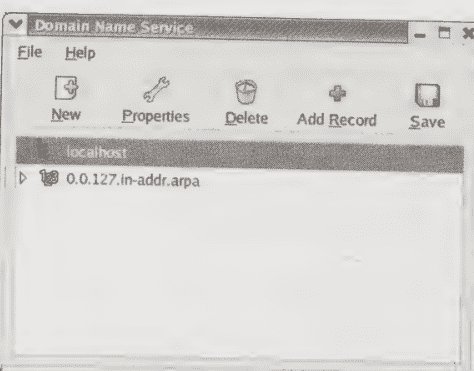 Domain Name Service
File Help
New Properties Delete Add Record Save
localhost
0.0.127.in-addr.arpa